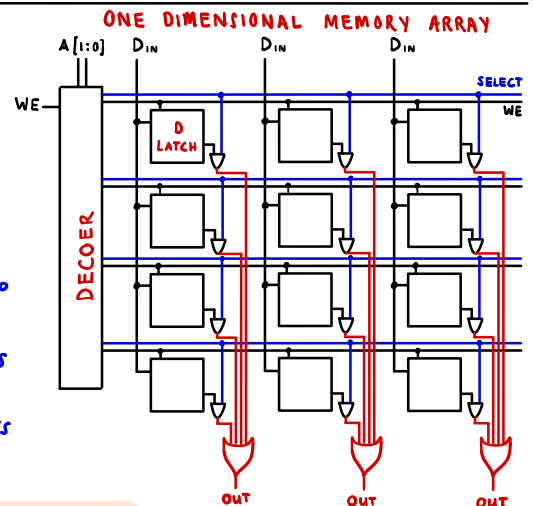 ONE DIMENSIONAL MEMORY ARRAY
A[1:0] DIN DIN DIN
SELECT
WE WE
D
LATCH
DECOER
OUT OUT OUT